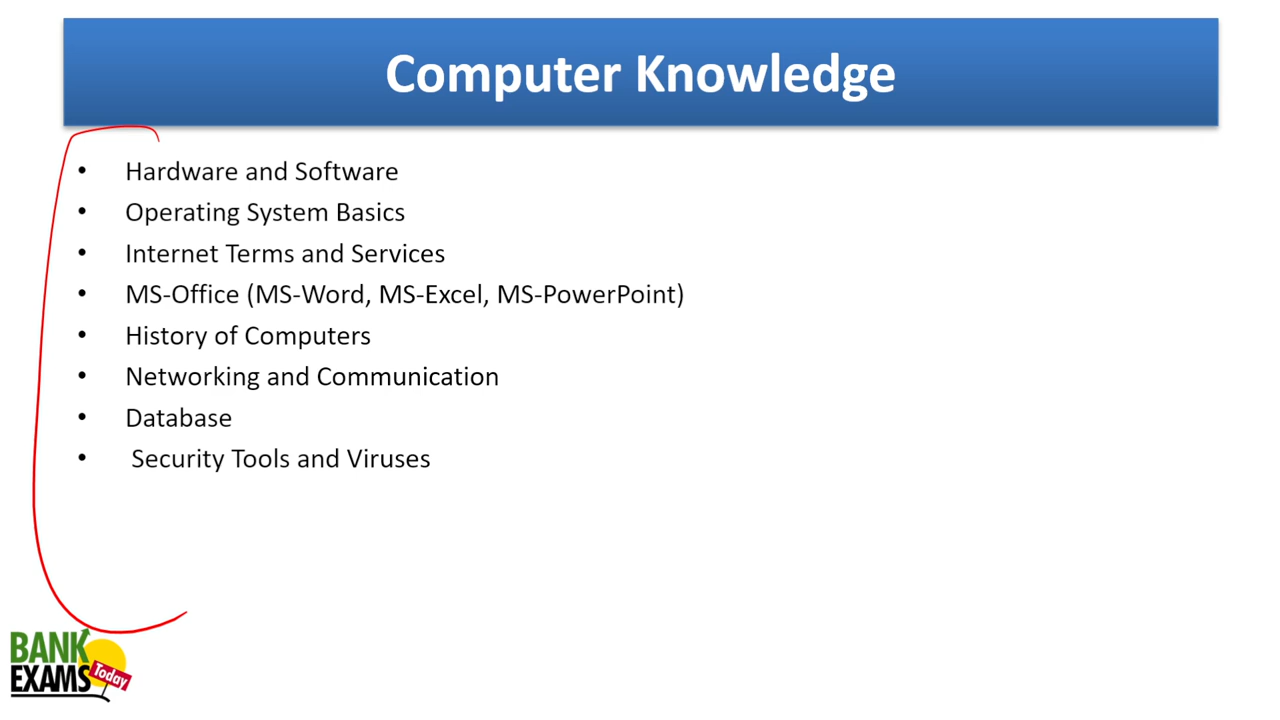 Computer Knowledge
• Hardware and Software
• Operating System Basics
• Internet Terms and Services
• MS-Office (MS-Word, MS-Excel, MS-PowerPoint)
• History of Computers
• Networking and Communication
• Database
• Security Tools and Viruses
BANK
EXAMS Today